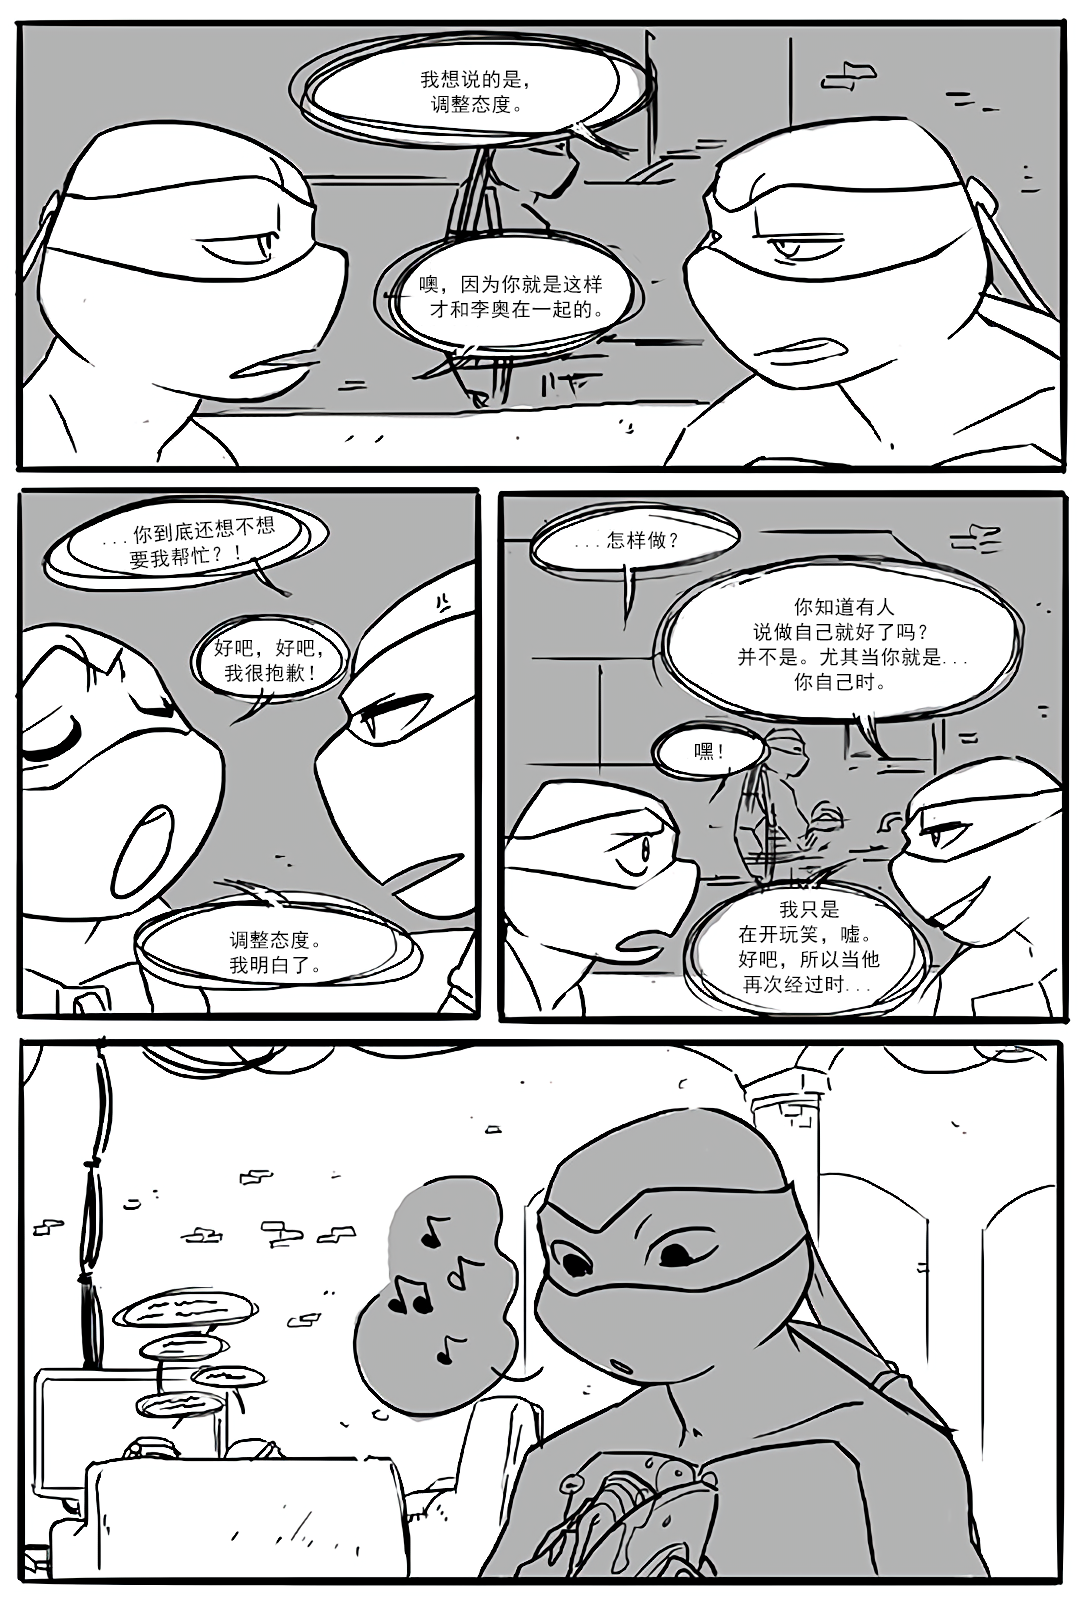 我想说的是，
调整态度。
噢，因为你就是这样
才和李奥在一起的。
...你到底还想不想
要我帮忙？！
好吧，好吧，
我很抱歉！
调整态度。
我明白了。
...怎样做？
你知道有人
说做自己就好了吗？
并不是。尤其当你就是...
你自己时。
嘿！
我只是
在开玩笑，嘘。
好吧，所以当他
再次经过时...